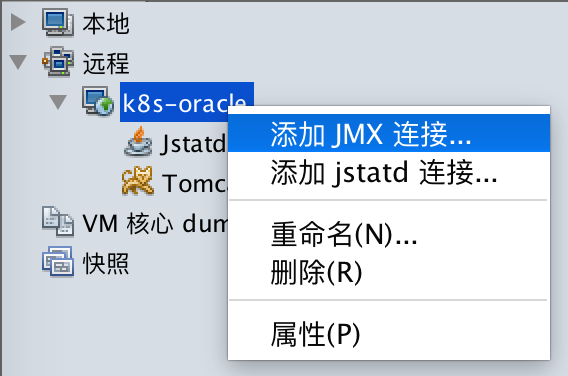 本地
远程
k8s-oracle
Jstatd
Tomca
VM 核心 dum
快照
添加 JMX 连接...
添加 jstatd 连接...
重命名(N)...
删除(R)
属性(P)